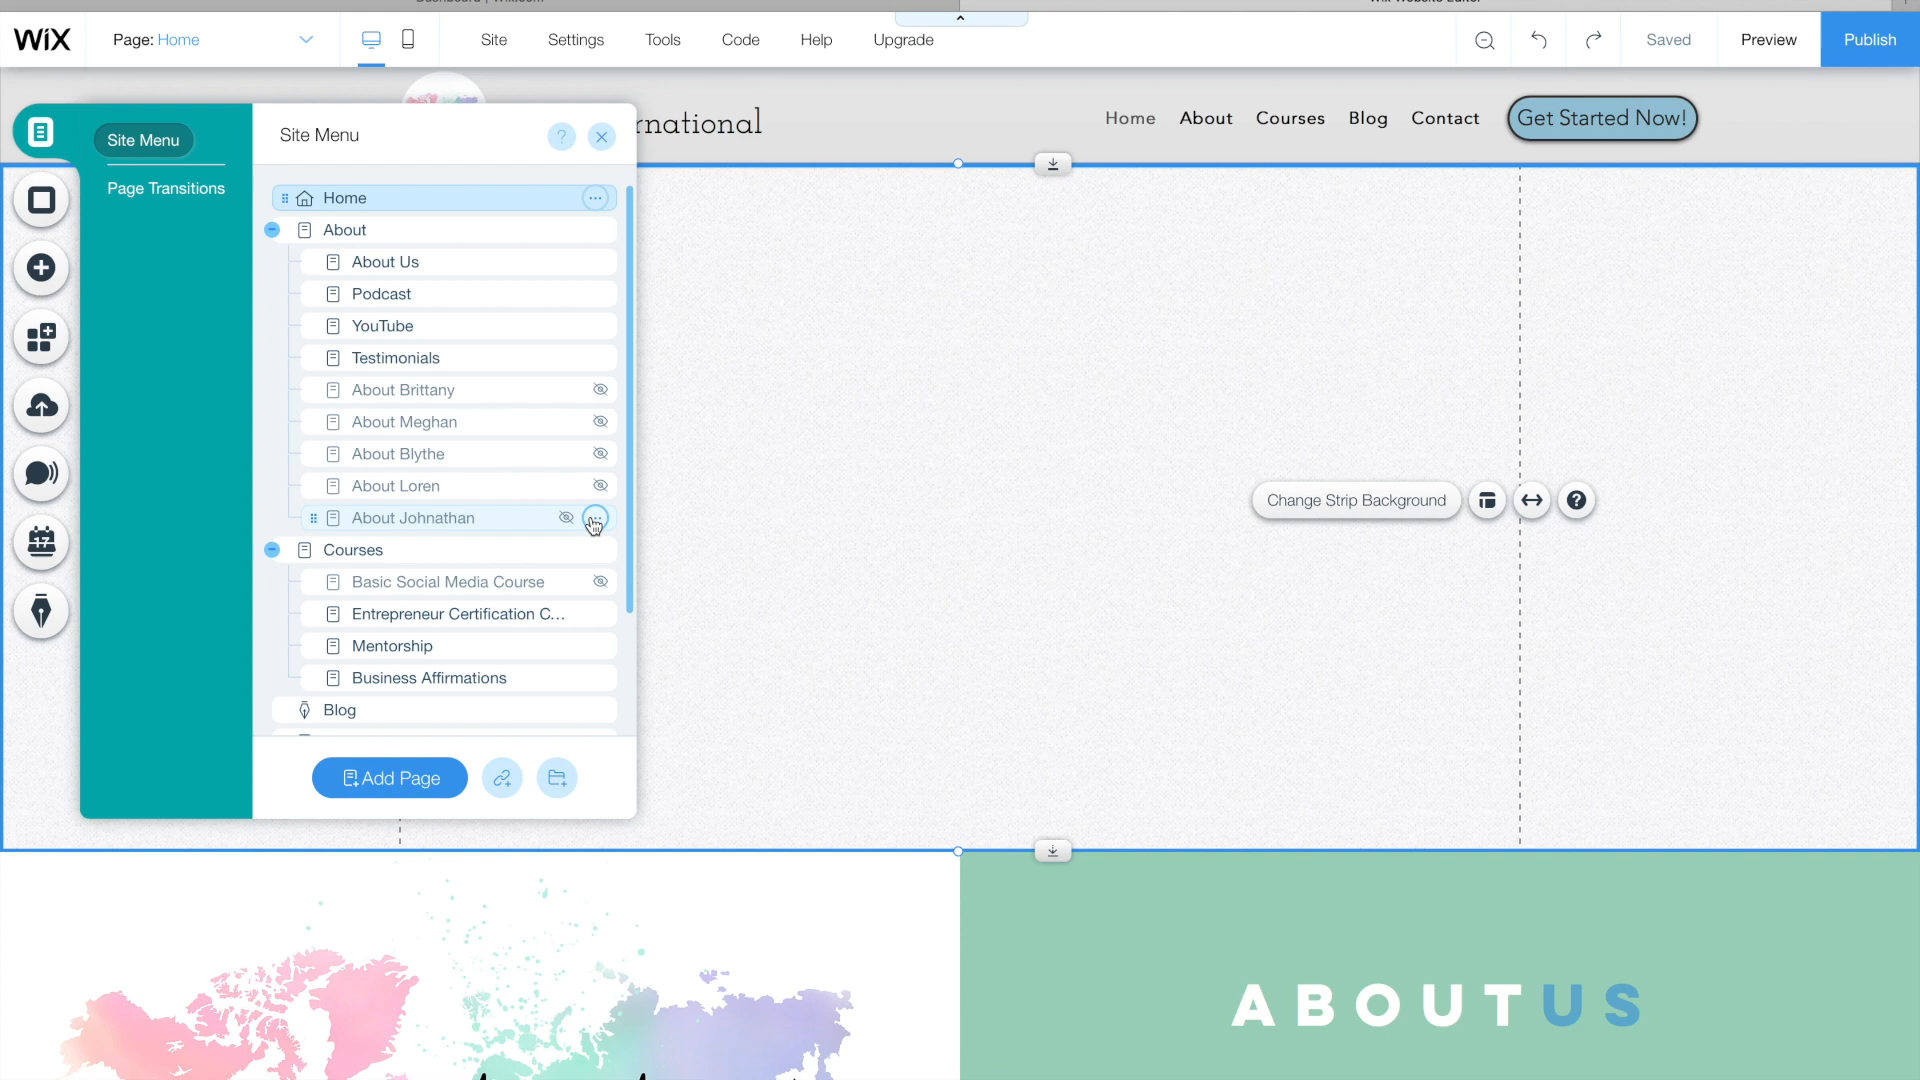 WiX
Page: Home
Site
Settings
Tools
Code
Help
Upgrade
Saved
Preview
Publish
Home
About
Courses
Blog
Contact
Get Started Now!
Site Menu
Page Transitions
Site Menu
?
Home
About
About Us
Podcast
YouTube
Testimonials
About Brittany
About Meghan
About Blythe
About Loren
About Johnathan
Courses
Basic Social Media Course
Entrepreneur Certification C...
Mentorship
Business Affirmations
Blog
Add Page
17
Change Strip Background
?
ABOUTUS